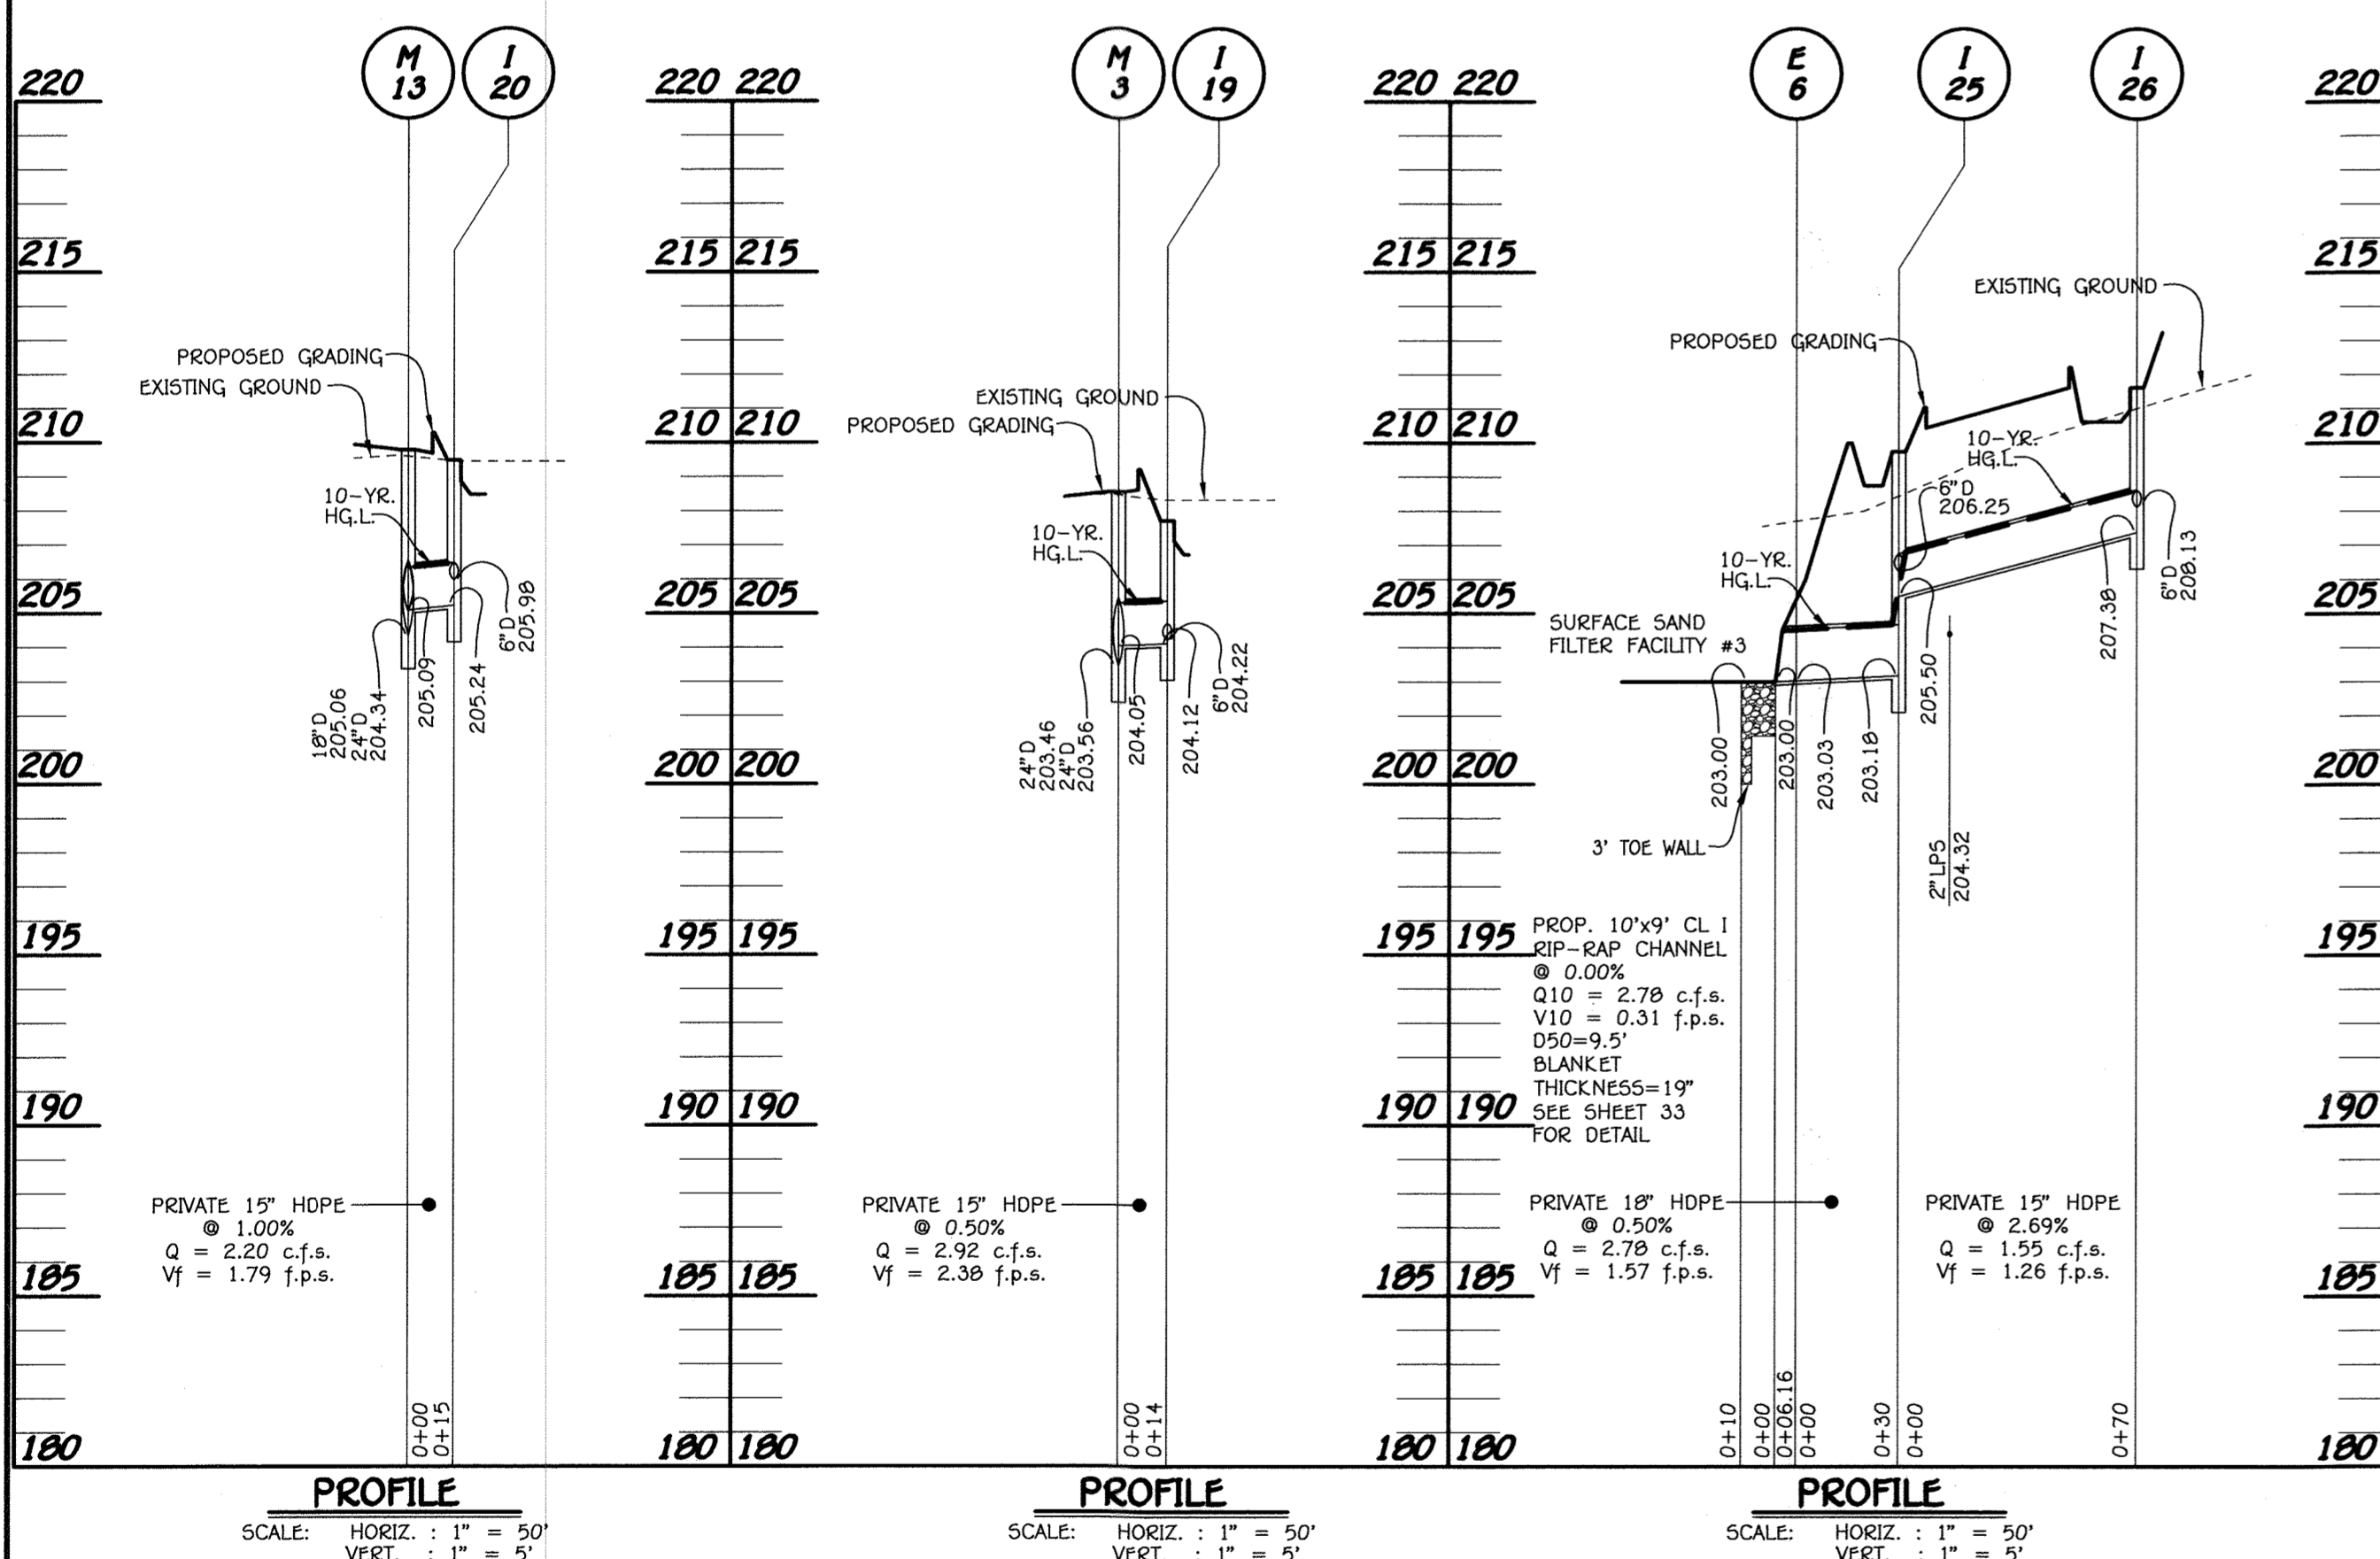 M
13
I
20
220
215
210
205
200
195
190
185
180
PROPOSED GRADING
EXISTING GROUND
10-YR.
HG.L.
18"D
205.06
24"D
204.34
205.09
205.24
6"D
205.98
PRIVATE 15" HDPE
@ 1.00%
Q = 2.20 c.f.s.
Vf = 1.79 f.p.s.
0+00
0+15
220
215
210
205
200
195
190
185
180
PROFILE
SCALE: HORIZ. : 1" = 50'
VERT. : 1" = 5'
M
3
I
19
220
215
210
205
200
195
190
185
180
EXISTING GROUND
PROPOSED GRADING
10-YR.
HG.L.
24"D
203.46
24"D
203.56
204.05
204.12
6"D
204.22
PRIVATE 15" HDPE
@ 0.50%
Q = 2.92 c.f.s.
Vf = 2.38 f.p.s.
0+00
0+14
220
215
210
205
200
195
190
185
180
PROFILE
SCALE: HORIZ. : 1" = 50'
VERT. : 1" = 5'
E
6
I
25
I
26
220
215
210
205
200
195
190
185
180
EXISTING GROUND
PROPOSED GRADING
10-YR.
HG.L.
6"D
206.25
10-YR.
HG.L.
SURFACE SAND
FILTER FACILITY #3
203.00
203.00
203.03
203.18
205.50
2"LPS
204.32
207.38
6"D
208.13
3' TOE WALL
PROP. 10'x9' CL I
RIP-RAP CHANNEL
@ 0.00%
Q10 = 2.78 c.f.s.
V10 = 0.31 f.p.s.
D50=9.5'
BLANKET
THICKNESS=19"
SEE SHEET 33
FOR DETAIL
PRIVATE 18" HDPE
@ 0.50%
Q = 2.78 c.f.s.
Vf = 1.57 f.p.s.
PRIVATE 15" HDPE
@ 2.69%
Q = 1.55 c.f.s.
Vf = 1.26 f.p.s.
0+10
0+00
0+06.16
0+00
0+30
0+00
0+70
220
215
210
205
200
195
190
185
180
PROFILE
SCALE: HORIZ. : 1" = 50'
VERT. : 1" = 5'